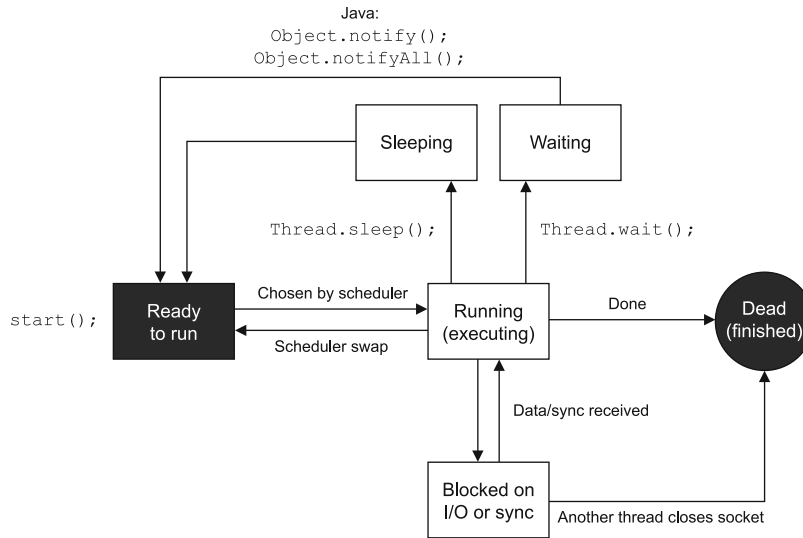 Java:
Object.notify();
Object.notifyAll();
Sleeping
Waiting
Thread.sleep();
Thread.wait();
start();
Ready
to run
Chosen by scheduler
Scheduler swap
Running
(executing)
Done
Dead
(finished)
Data/sync received
Blocked on
I/O or sync
Another thread closes socket